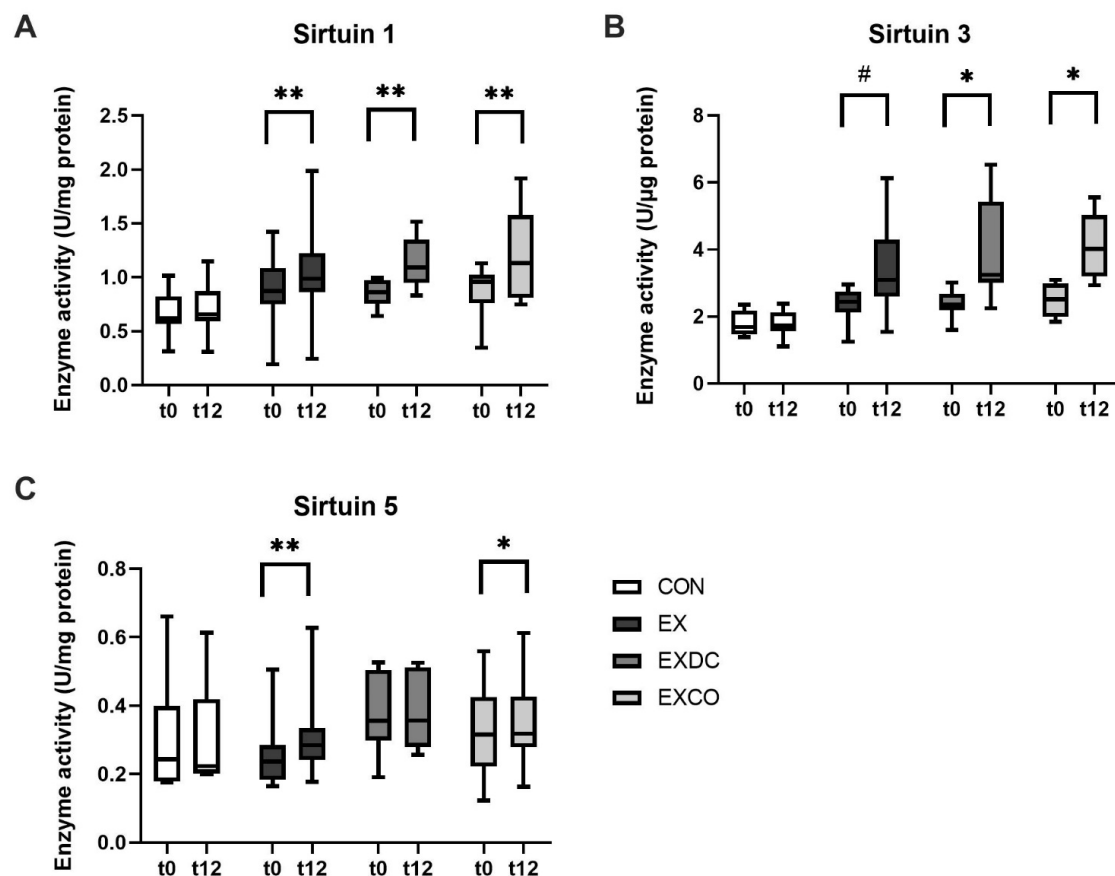 A
Sirtuin 1
Enzyme activity (U/mg protein)
2.5
2.0
1.5
1.0
0.5
0.0
**
**
**
t0 t12 t0 t12 t0 t12 t0 t12
B
Sirtuin 3
Enzyme activity (U/µg protein)
8
6
4
2
0
#
*
*
t0 t12 t0 t12 t0 t12 t0 t12
C
Sirtuin 5
Enzyme activity (U/mg protein)
0.8
0.6
0.4
0.2
0.0
**
*
t0 t12 t0 t12 t0 t12 t0 t12
CON
EX
EXDC
EXCO